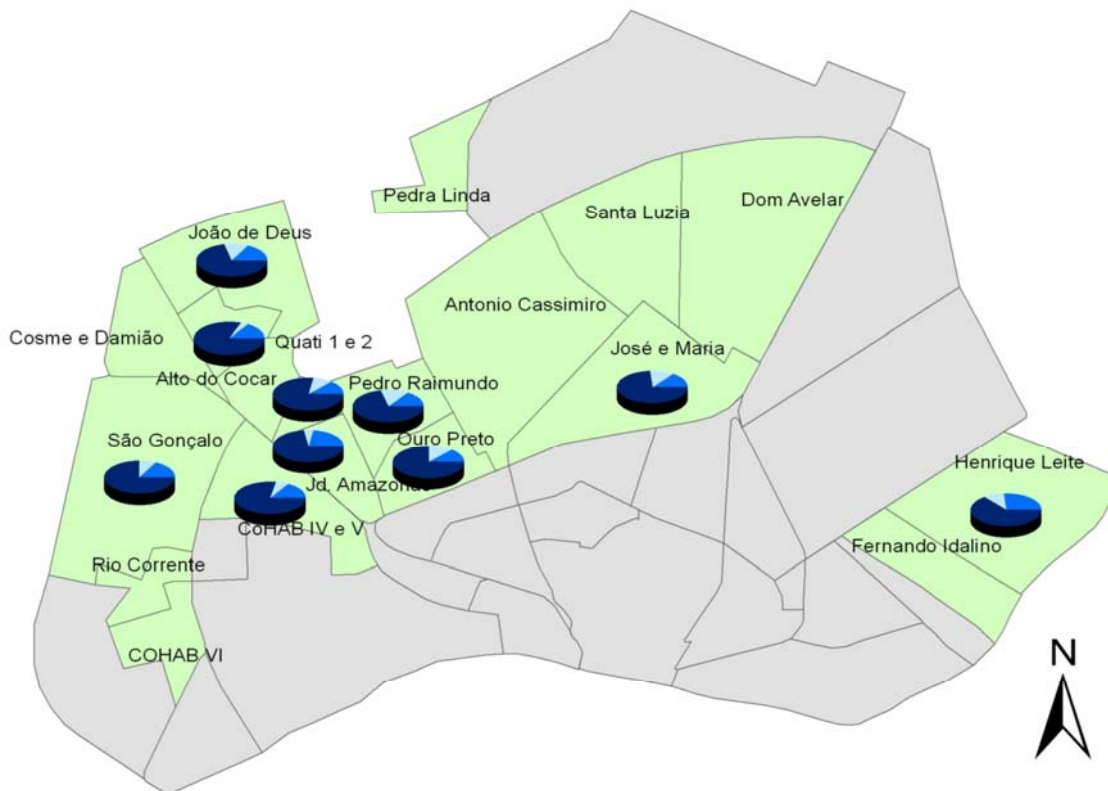 Pedra Linda
Santa Luzia
Dom Avelar
João de Deus
Antonio Cassimiro
Cosme e Damião
Quati 1 e 2
José e Maria
Alto do Cocar
Pedro Raimundo
São Gonçalo
Ouro Preto
Henrique Leite
Jd. Amazonas
CoHAB IV e V
Fernando Idalino
Rio Corrente
COHAB VI
N